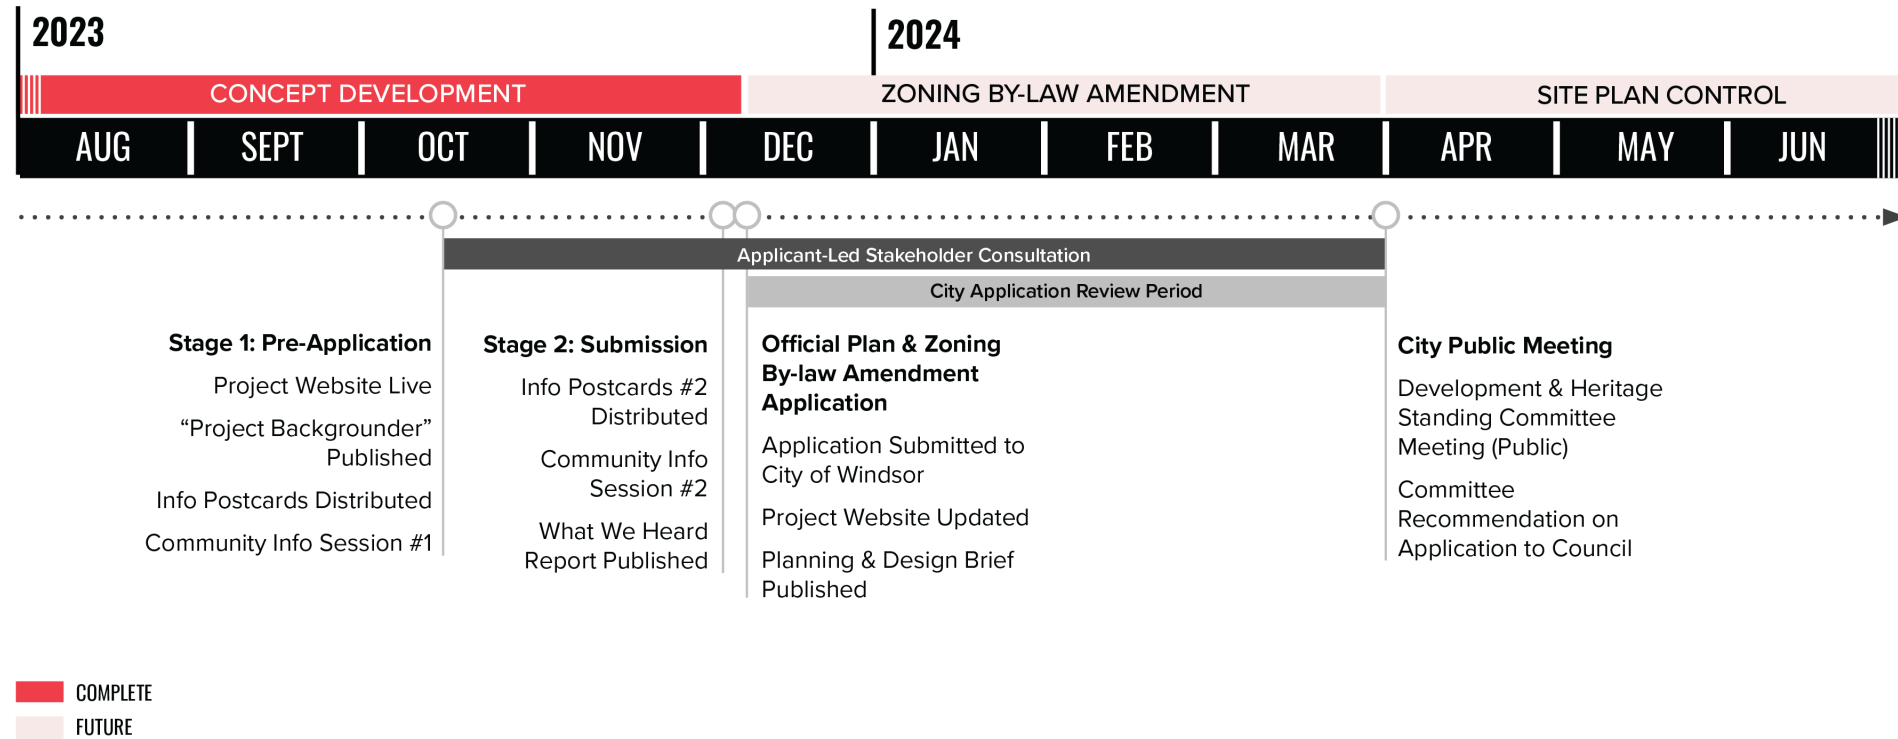 2023
2024
CONCEPT DEVELOPMENT
ZONING BY-LAW AMENDMENT
SITE PLAN CONTROL
AUG
SEPT
OCT
NOV
DEC
JAN
FEB
MAR
APR
MAY
JUN
Applicant-Led Stakeholder Consultation
City Application Review Period
Stage 1: Pre-Application
Project Website Live
“Project Backgrounder”
Published
Info Postcards Distributed
Community Info Session #1
Stage 2: Submission
Info Postcards #2
Distributed
Community Info
Session #2
What We Heard
Report Published
Official Plan & Zoning
By-law Amendment
Application
Application Submitted to
City of Windsor
Project Website Updated
Planning & Design Brief
Published
City Public Meeting
Development & Heritage
Standing Committee
Meeting (Public)
Committee
Recommendation on
Application to Council
COMPLETE
FUTURE